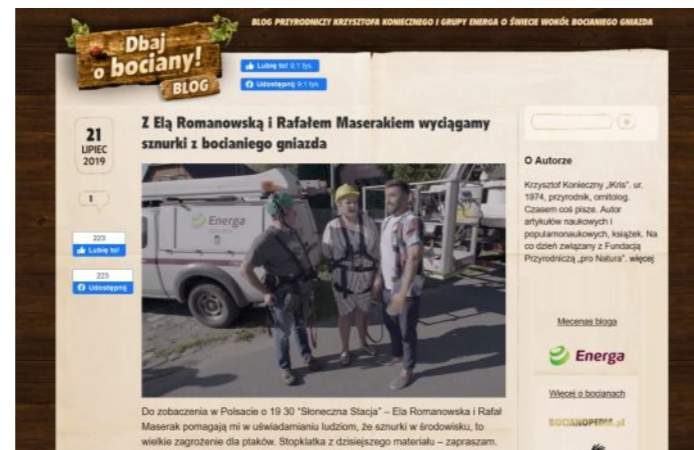 BLOG PRZYRODNICZY KRZYSZTOFA KONIECZNEGO I GRUPY ENERGA O ŚWIECIE WOKÓŁ BOCIANIEGO GNIAZDA
Dbaj
o bociany!
BLOG
Lubię to! 9,1 tys.
Udostępnij 9,1 tys.
21
LIPIEC
2019
1
223
Lubię to!
223
Udostępnij
Z Elą Romanowską i Rafałem Maserakiem wyciągamy
sznurki z bocianiego gniazda
Energa
Do zobaczenia w Polsacie o 19 30 "Słoneczna Stacja" – Ela Romanowska i Rafał
Maserak pomagają mi w uświadamianiu ludziom, że sznurki w środowisku, to
wielkie zagrożenie dla ptaków. Stopklatka z dzisiejszego materiału – zapraszam.
O Autorze
Krzysztof Konieczny „iKris”. ur.
1974, przyrodnik, ornitolog.
Czasem coś pisze. Autor
artykułów naukowych i
popularnonaukowych, książek. Na
co dzień związany z Fundacją
Przyrodniczą „pro Natura”. więcej
Mecenas bloga
Energa
Więcej o bocianach
BOCIANOPEDIA.pl